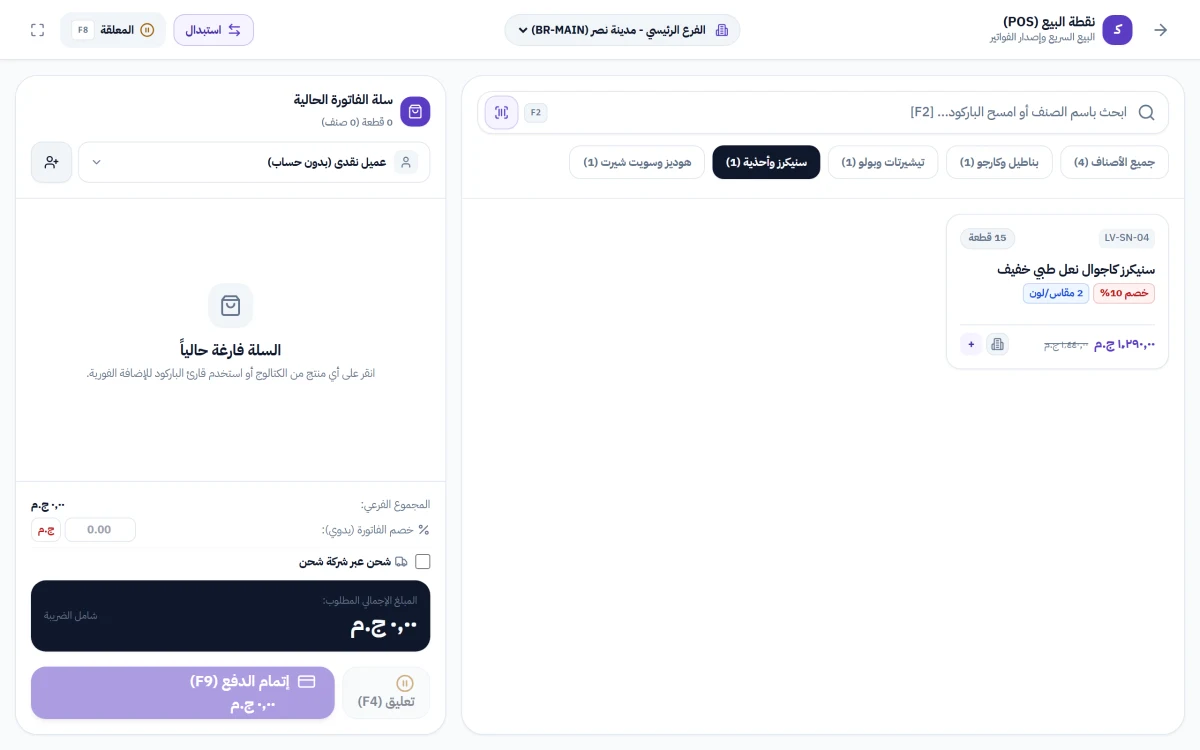 نقطة البيع (POS)
البيع السريع وإصدار الفواتير
ك
الفرع الرئيسي - مدينة نصر (BR-MAIN)
استبدال
المعلقة F8
ابحث باسم الصنف أو امسح الباركود... [F2]
F2
جميع الأصناف (4)
بناطيل وكارجو (1)
تيشيرتات وبولو (1)
سنيكرز وأحذية (1)
هوديز وسويت شيرت (1)
LV-SN-04
15 قطعة
سنيكرز كاجوال نعل طبي خفيف
خصم 10%
2 مقاس/لون
١,٢٩٠,٠٠ ج.م
١,٤٤٠,٠٠ ج.م
+
سلة الفاتورة الحالية
0 قطعة (0 صنف)
عميل نقدي (بدون حساب)
السلة فارغة حالياً
انقر على أي منتج من الكتالوج أو استخدم قارئ الباركود للإضافة الفورية.
المجموع الفرعي:
٠,٠٠ ج.م
% خصم الفاتورة (يدوي):
0.00
ج.م
شحن عبر شركة شحن
المبلغ الإجمالي المطلوب:
٠,٠٠ ج.م
شامل الضريبة
تعليق (F4)
إتمام الدفع (F9)
٠,٠٠ ج.م